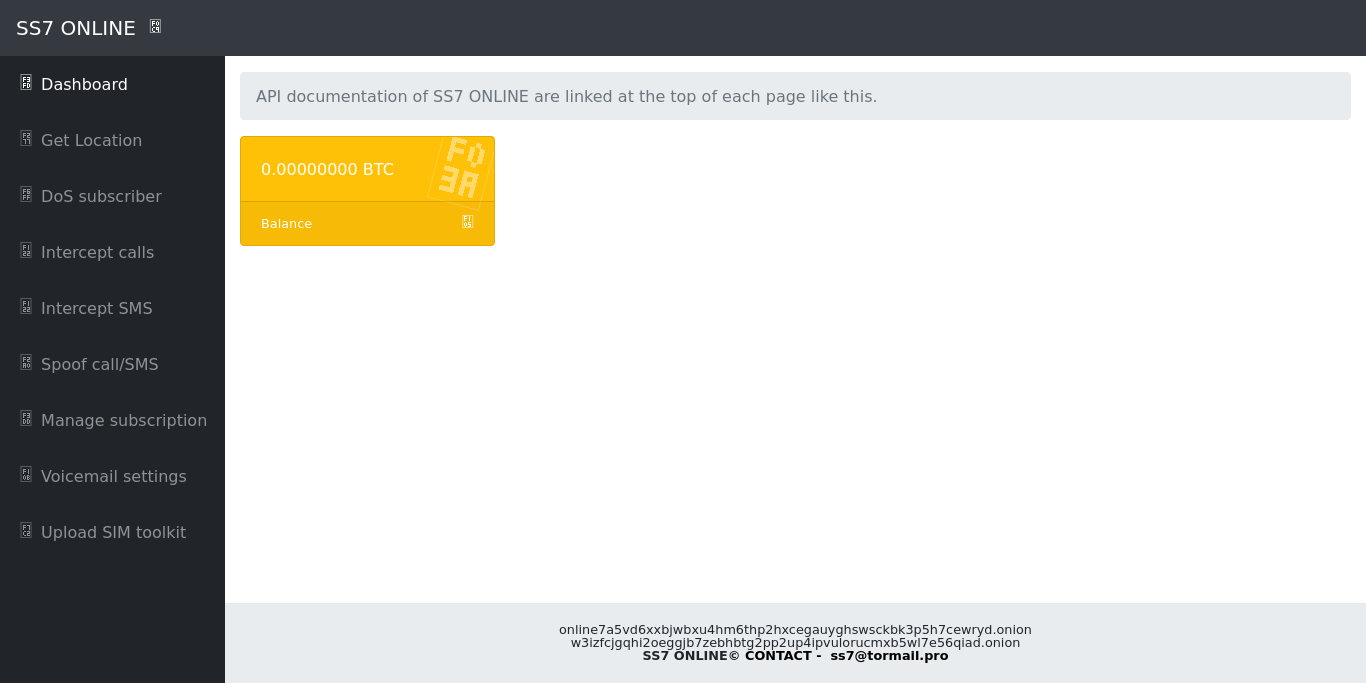 SS7 ONLINE
Dashboard
Get Location
DoS subscriber
Intercept calls
Intercept SMS
Spoof call/SMS
Manage subscription
Voicemail settings
Upload SIM toolkit
API documentation of SS7 ONLINE are linked at the top of each page like this.
0.00000000 BTC
Balance
online7a5vd6xxbjwbxu4hm6thp2hxcegauyghswsckbk3p5h7cewryd.onion
w3izfcjgqhi2oeggjb7zebhbtg2pp2up4ipvulorucmxb5wl7e56qiad.onion
SS7 ONLINE© CONTACT - ss7@tormail.pro